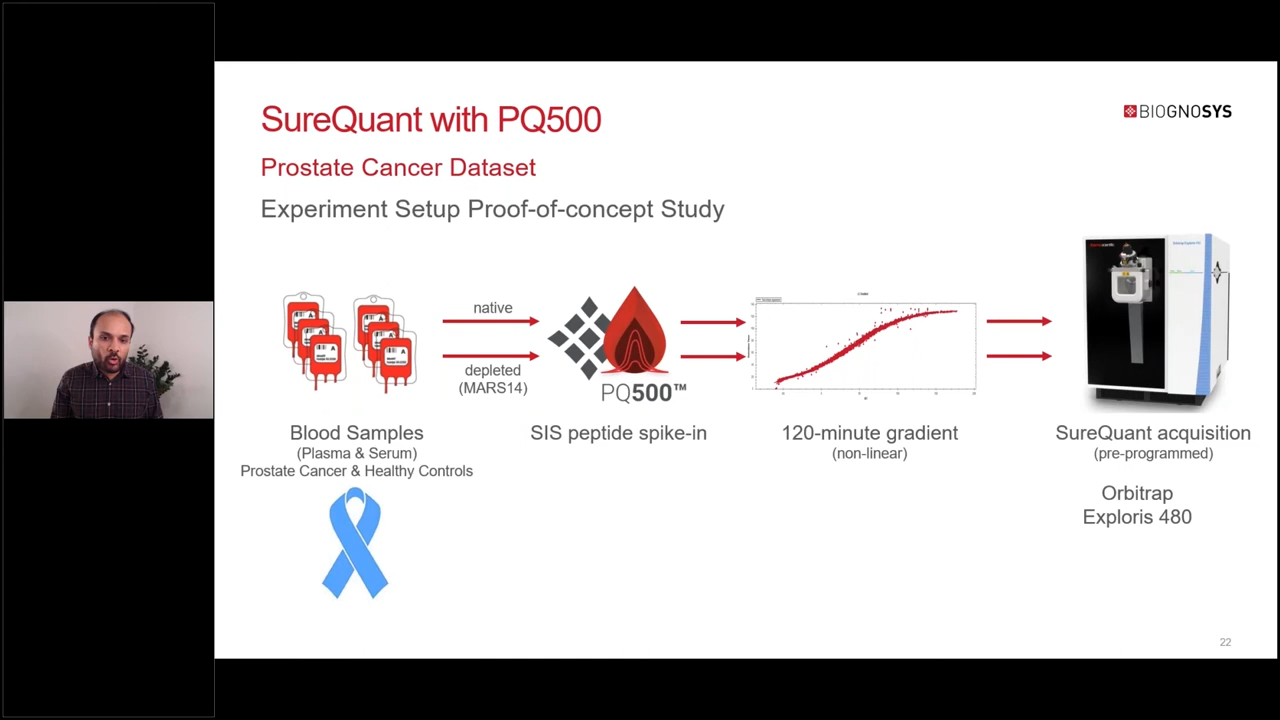 SureQuant with PQ500
BIOGNOSYS
Prostate Cancer Dataset
Experiment Setup Proof-of-concept Study
native
depleted
(MARS14)
A
A
PQ500™
Blood Samples
(Plasma & Serum)
Prostate Cancer & Healthy Controls
SIS peptide spike-in
120-minute gradient
(non-linear)
SureQuant acquisition
(pre-programmed)
Orbitrap
Exploris 480
22